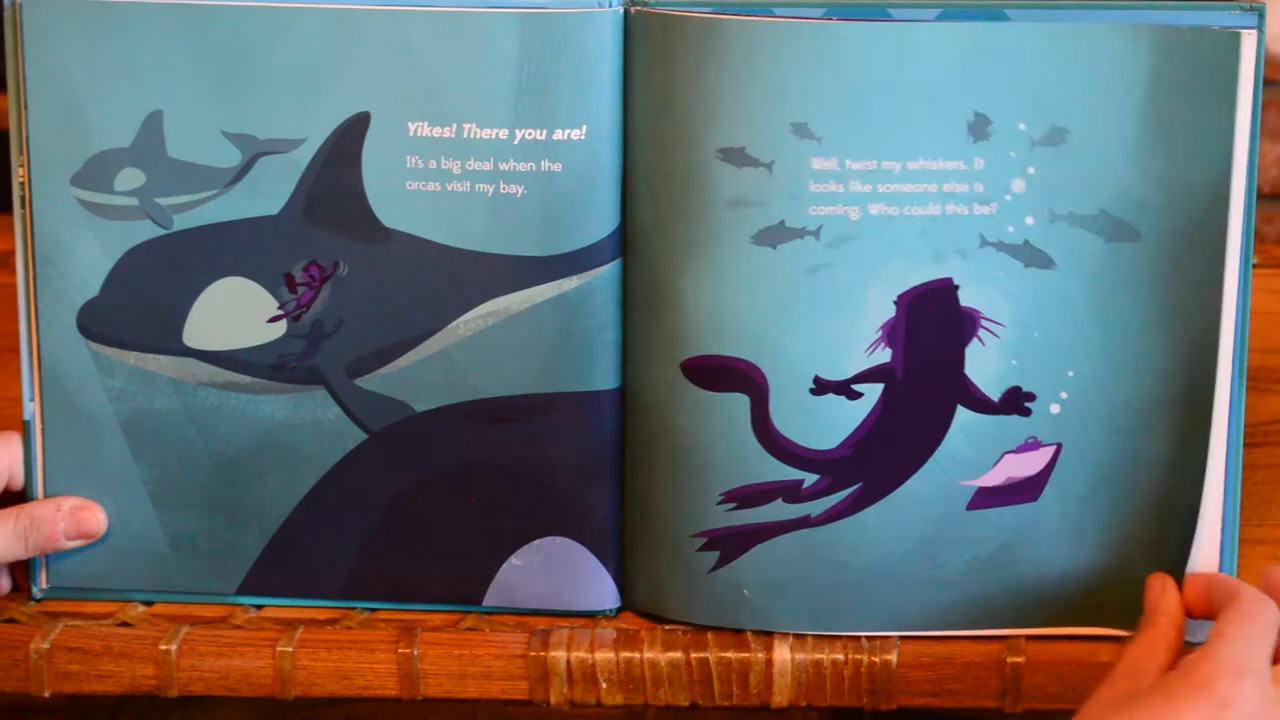 Yikes! There you are!
It's a big deal when the
orcas visit my bay.
Well, twist my whiskers. It
looks like someone else is
coming. Who could this be?